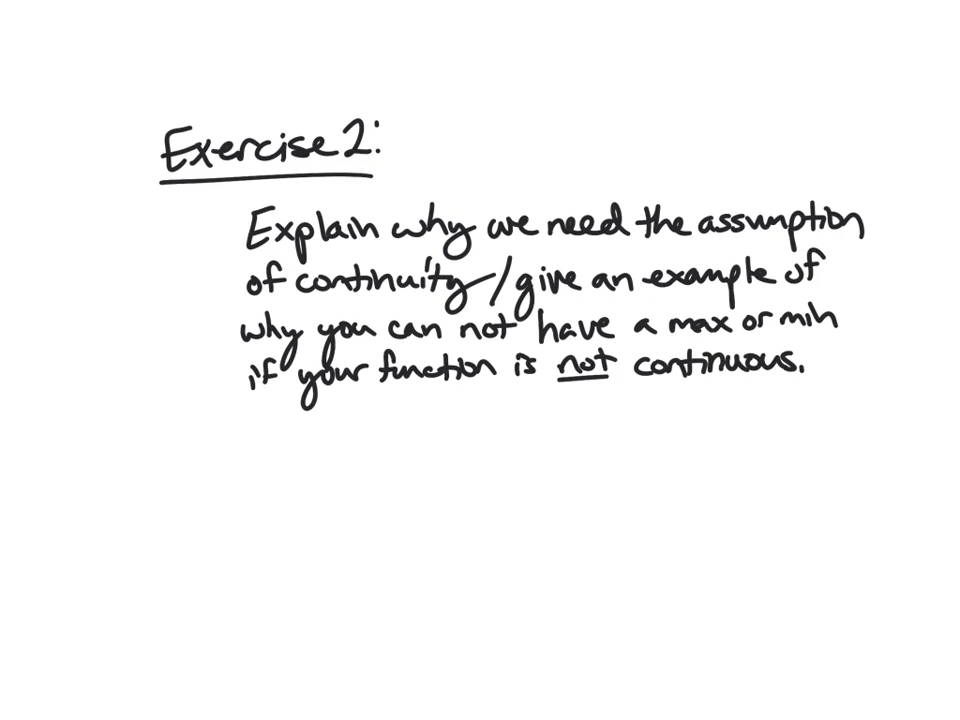 Exercise 2:
Explain why we need the assumption
of continuity/give an example of
why you can not have a max or min
if your function is not continuous.